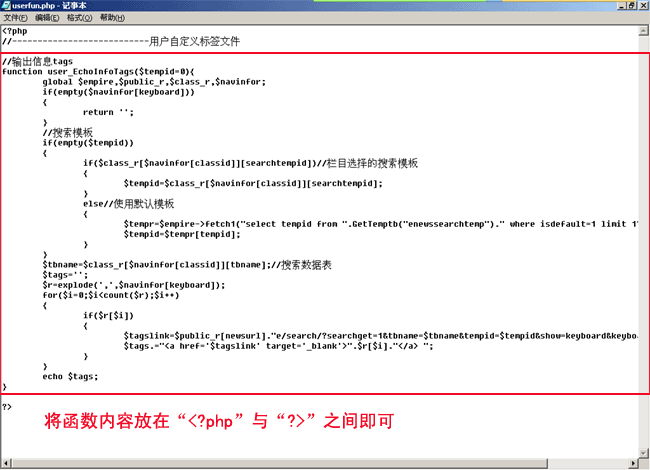 userfun.php - 记事本
文件(F) 编辑(E) 格式(O) 帮助(H)
<?php
//---------------------------用户自定义标签文件
//输出信息tags
function user_EchoInfoTags($tempid=0){
global $empire,$public_r,$class_r,$navinfor;
if(empty($navinfor[keyboard]))
{
return '';
}
//搜索模板
if(empty($tempid))
{
if($class_r[$navinfor[classid]][searchtempid])//栏目选择的搜索模板
{
$tempid=$class_r[$navinfor[classid]][searchtempid];
}
else//使用默认模板
{
$tempr=$empire->fetch1("select tempid from ".GetTemptb("enewssearchtemp")." where isdefault=1 limit 1"
$tempid=$tempr[tempid];
}
}
$tbname=$class_r[$navinfor[classid]][tbname];//搜索数据表
$tags='';
$r=explode(',',$navinfor[keyboard]);
for($i=0;$i<count($r);$i++)
{
if($r[$i])
{
$tagslink=$public_r[newsurl]."e/search/?searchget=1&tbname=$tbname&tempid=$tempid&show=keyboard&keyboa
$tags.="<a href='$tagslink' target='_blank'>".$r[$i]."</a> ";
}
}
echo $tags;
}
?>
将函数内容放在“<?php”与“?>”之间即可